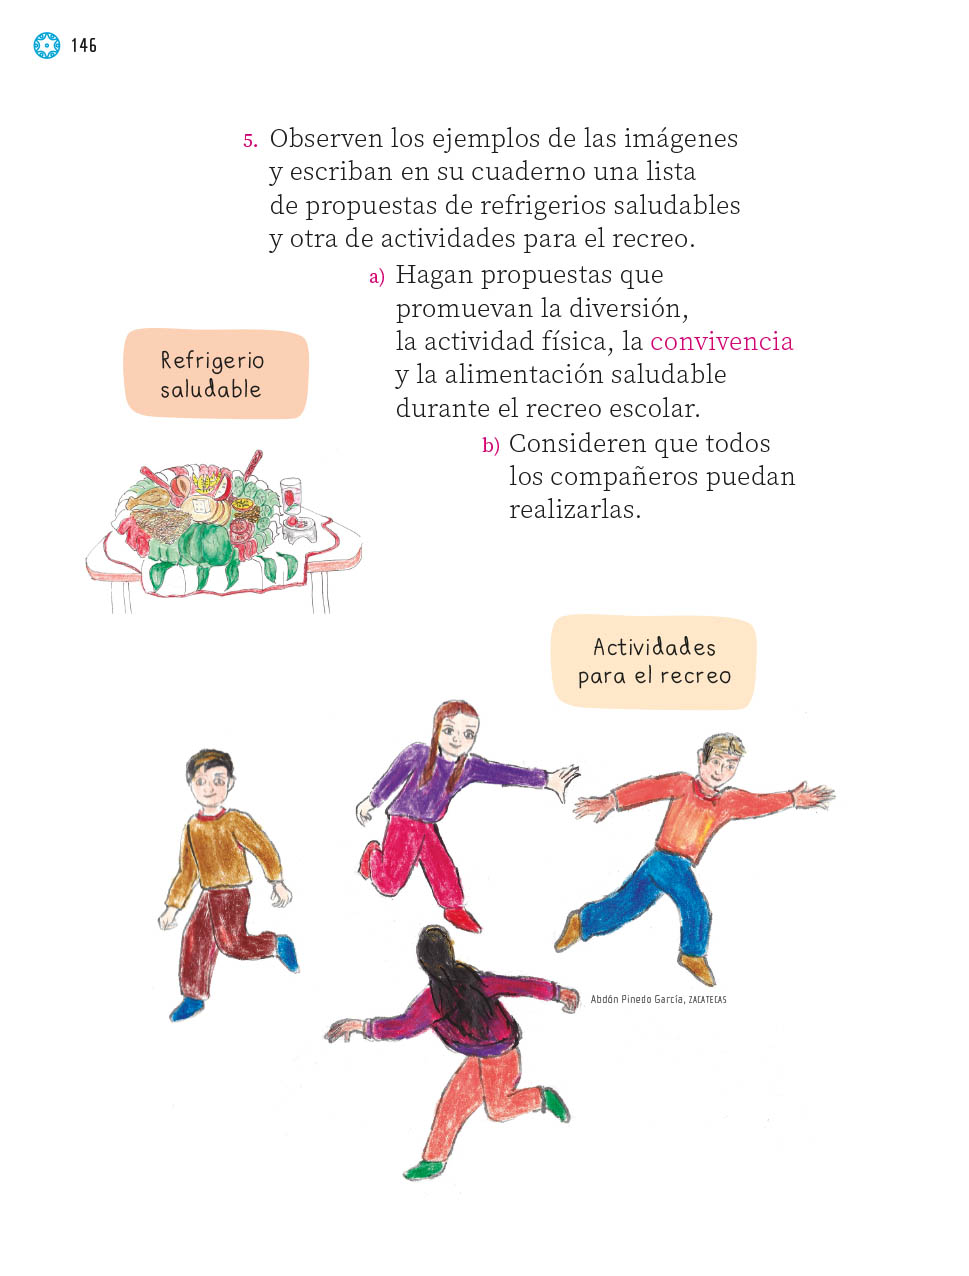 146
5. Observen los ejemplos de las imágenes
y escriban en su cuaderno una lista
de propuestas de refrigerios saludables
y otra de actividades para el recreo.
a) Hagan propuestas que
promuevan la diversión,
la actividad física, la convivencia
y la alimentación saludable
durante el recreo escolar.
b) Consideren que todos
los compañeros puedan
realizarlas.
Refrigerio
saludable
Actividades
para el recreo
Abdón Pinedo García, ZACATECAS